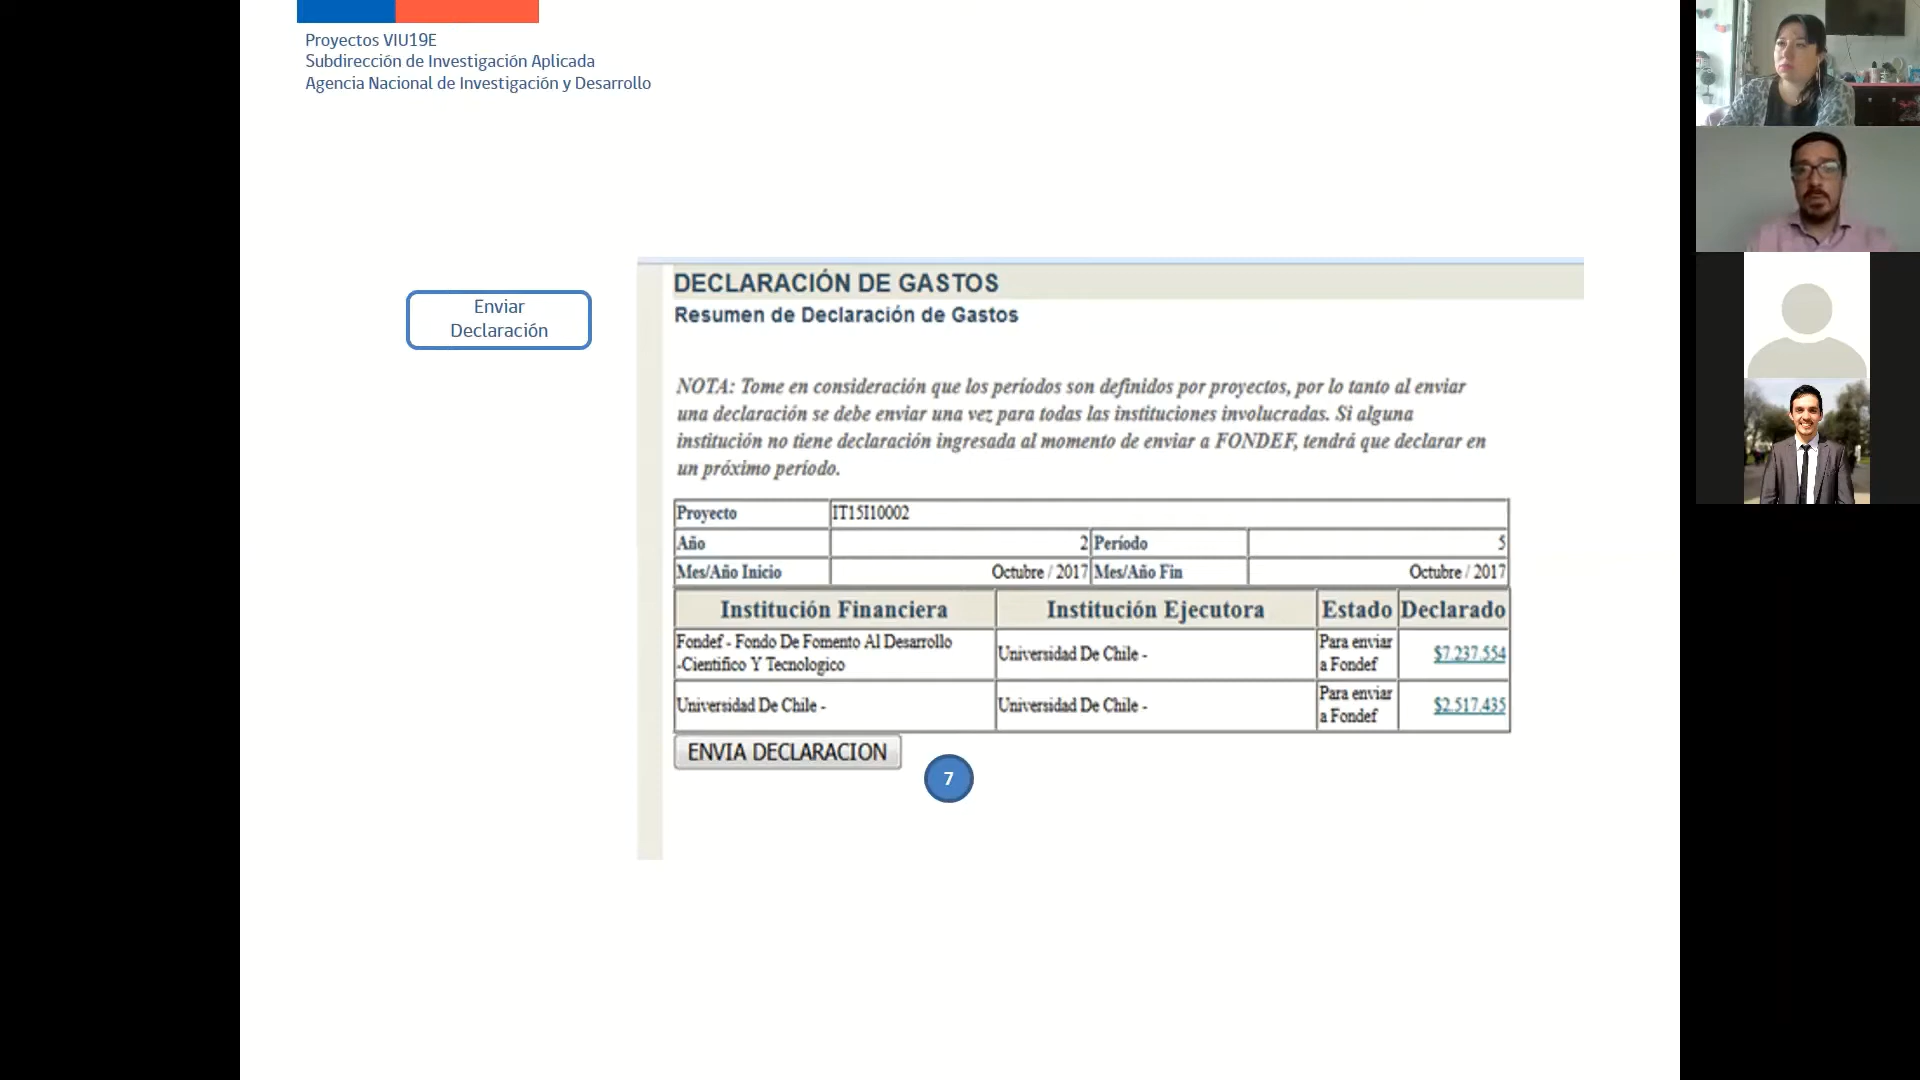 Proyectos VIU19E
Subdirección de Investigación Aplicada
Agencia Nacional de Investigación y Desarrollo
Enviar
Declaración
DECLARACIÓN DE GASTOS
Resumen de Declaración de Gastos
NOTA: Tome en consideración que los períodos son definidos por proyectos, por lo tanto al enviar
una declaración se debe enviar una vez para todas las instituciones involucradas. Si alguna
institución no tiene declaración ingresada al momento de enviar a FONDEF, tendrá que declarar en
un próximo período.
Proyecto IT15I10002
Año 2 Período 5
Mes/Año Inicio Octubre / 2017 Mes/Año Fin Octubre / 2017
Institución Financiera Institución Ejecutora Estado Declarado
Fondef - Fondo De Fomento Al Desarrollo
-Cientifico Y Tecnologico
Universidad De Chile -
Para enviar
a Fondef
$7.237.554
Universidad De Chile -
Universidad De Chile -
Para enviar
a Fondef
$2.517.435
ENVIA DECLARACION
7